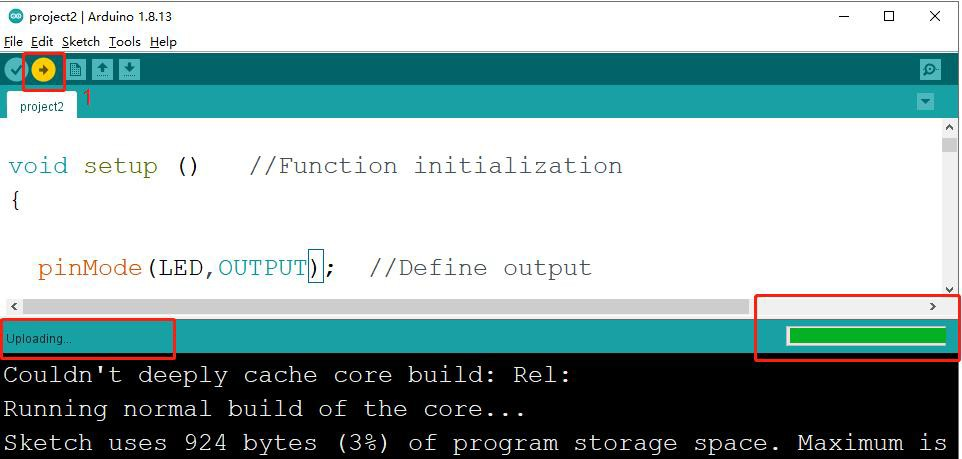 project2 | Arduino 1.8.13
File Edit Sketch Tools Help
1
project2
void setup ()   //Function initialization
{
pinMode(LED,OUTPUT);  //Define output
Uploading...
Couldn't deeply cache core build: Rel:
Running normal build of the core...
Sketch uses 924 bytes (3%) of program storage space. Maximum is